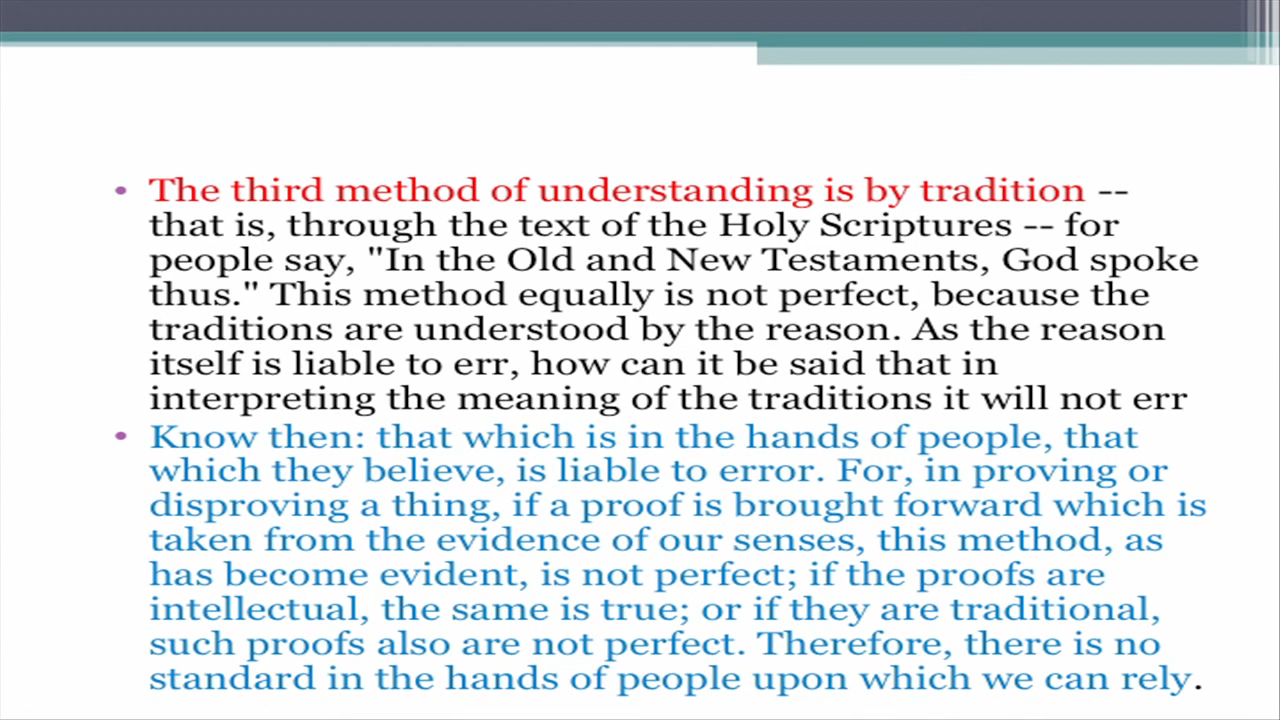 • The third method of understanding is by tradition --
that is, through the text of the Holy Scriptures -- for
people say, "In the Old and New Testaments, God spoke
thus." This method equally is not perfect, because the
traditions are understood by the reason. As the reason
itself is liable to err, how can it be said that in
interpreting the meaning of the traditions it will not err
• Know then: that which is in the hands of people, that
which they believe, is liable to error. For, in proving or
disproving a thing, if a proof is brought forward which is
taken from the evidence of our senses, this method, as
has become evident, is not perfect; if the proofs are
intellectual, the same is true; or if they are traditional,
such proofs also are not perfect. Therefore, there is no
standard in the hands of people upon which we can rely.